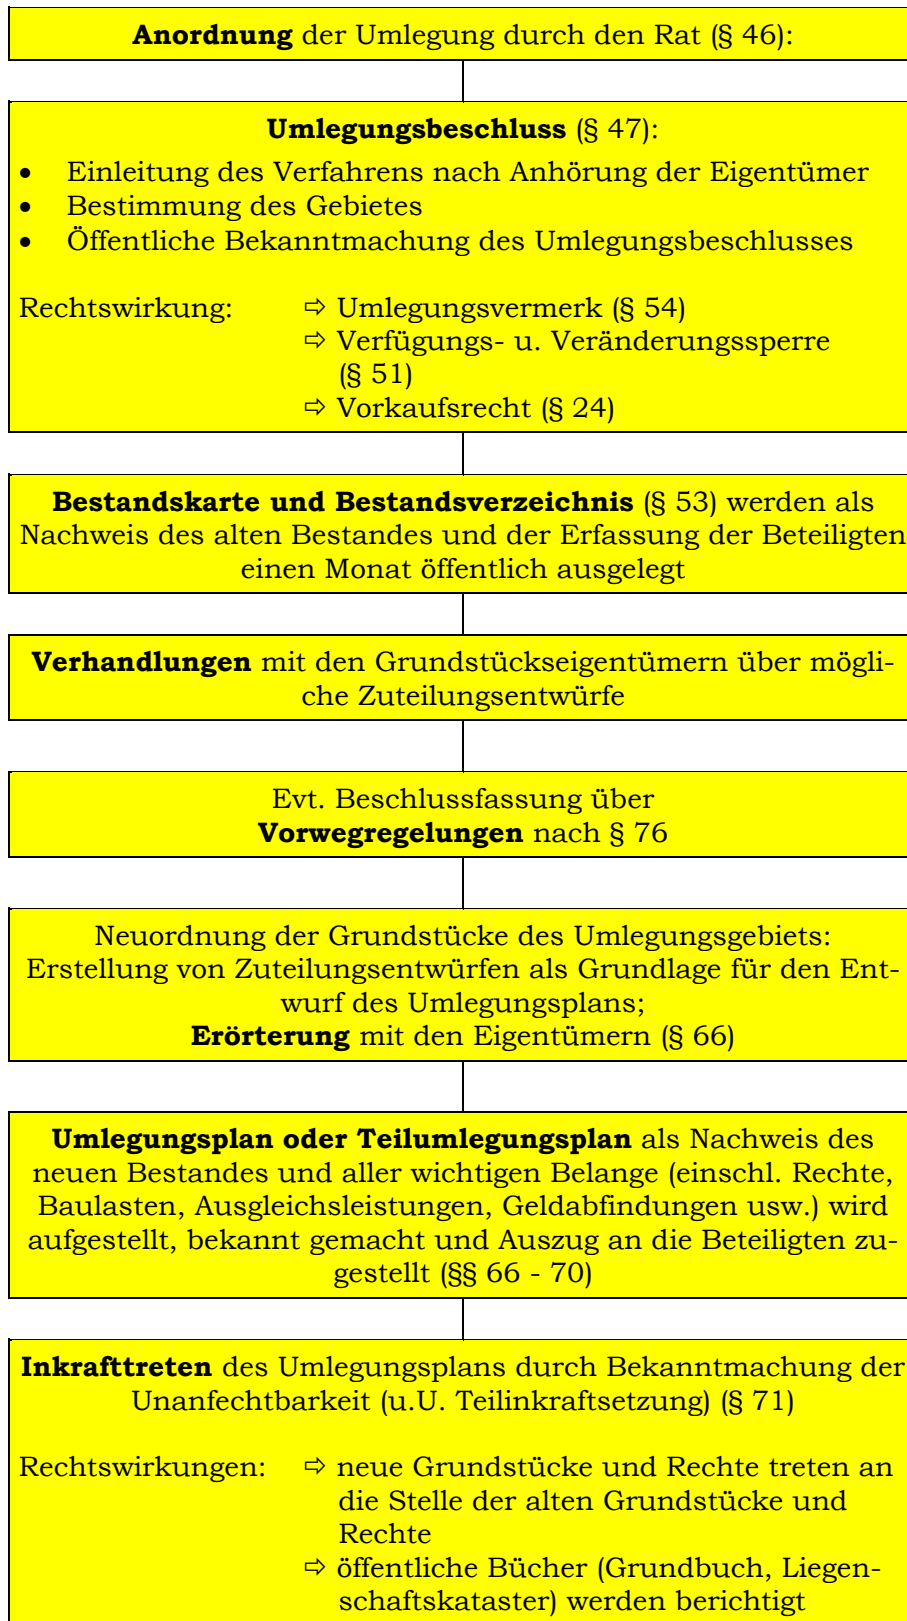 Anordnung der Umlegung durch den Rat (§ 46):
Umlegungsbeschluss (§ 47):
• Einleitung des Verfahrens nach Anhörung der Eigentümer
• Bestimmung des Gebietes
• Öffentliche Bekanntmachung des Umlegungsbeschlusses
Rechtswirkung: ⇨ Umlegungsvermerk (§ 54)
⇨ Verfügungs- u. Veränderungssperre
(§ 51)
⇨ Vorkaufsrecht (§ 24)
Bestandskarte und Bestandsverzeichnis (§ 53) werden als
Nachweis des alten Bestandes und der Erfassung der Beteiligten
einen Monat öffentlich ausgelegt
Verhandlungen mit den Grundstückseigentümern über mögli-
che Zuteilungsentwürfe
Evt. Beschlussfassung über
Vorwegregelungen nach § 76
Neuordnung der Grundstücke des Umlegungsgebiets:
Erstellung von Zuteilungsentwürfen als Grundlage für den Ent-
wurf des Umlegungsplans;
Erörterung mit den Eigentümern (§ 66)
Umlegungsplan oder Teilumlegungsplan als Nachweis des
neuen Bestandes und aller wichtigen Belange (einschl. Rechte,
Baulasten, Ausgleichsleistungen, Geldabfindungen usw.) wird
aufgestellt, bekannt gemacht und Auszug an die Beteiligten zu-
gestellt (§§ 66 - 70)
Inkrafttreten des Umlegungsplans durch Bekanntmachung der
Unanfechtbarkeit (u.U. Teilinkraftsetzung) (§ 71)
Rechtswirkungen: ⇨ neue Grundstücke und Rechte treten an
die Stelle der alten Grundstücke und
Rechte
⇨ öffentliche Bücher (Grundbuch, Liegen-
schaftskataster) werden berichtigt